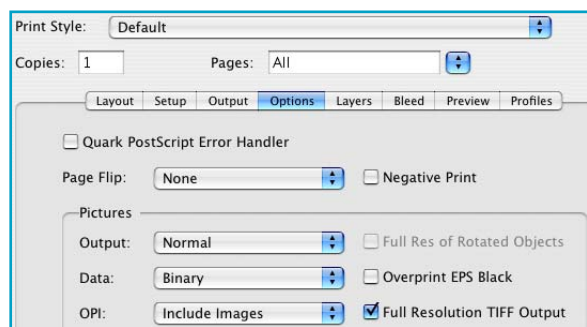 Print Style: Default
Copies: 1 Pages: All
Layout Setup Output Options Layers Bleed Preview Profiles
Quark PostScript Error Handler
Page Flip: None Negative Print
Pictures
Output: Normal Full Res of Rotated Objects
Data: Binary Overprint EPS Black
OPI: Include Images Full Resolution TIFF Output